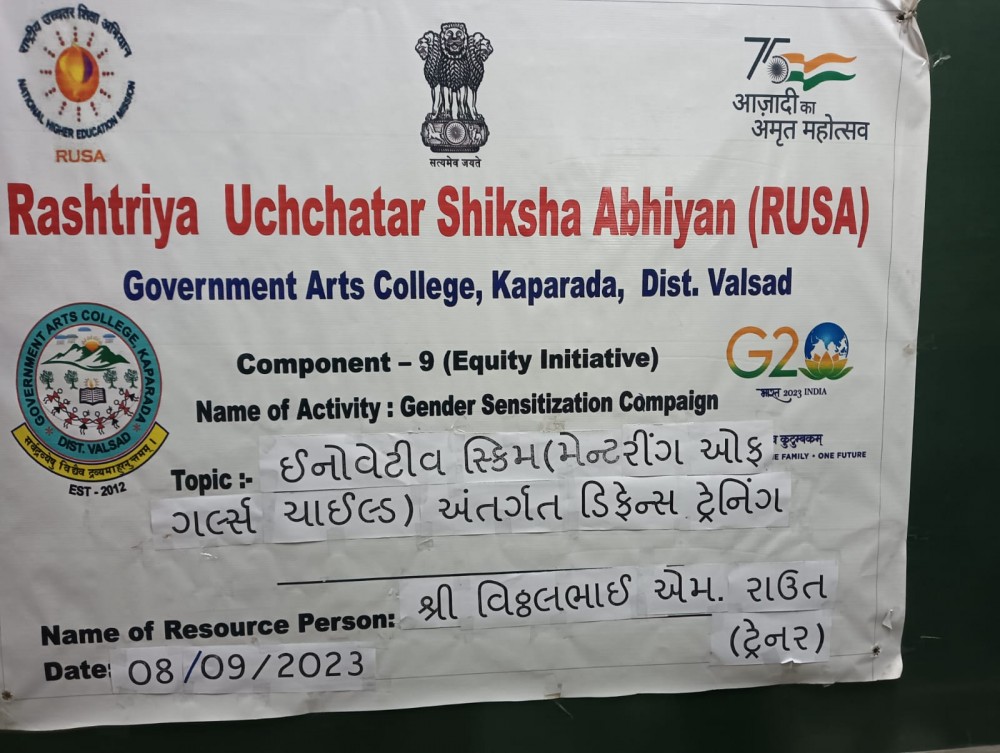 राष्ट्रीय उच्चतर शिक्षा अभियान
NATIONAL HIGHER EDUCATION MISSION
RUSA
सत्यमेव जयते
75
आज़ादी का
अमृत महोत्सव
Rashtriya Uchchatar Shiksha Abhiyan (RUSA)
Government Arts College, Kaparada, Dist. Valsad
GOVERNMENT ARTS COLLEGE, KAPARADA
DIST. VALSAD
EST - 2012
Component – 9 (Equity Initiative)
G20
भारत 2023 INDIA
कुटुम्बकम्
E FAMILY • ONE FUTURE
Name of Activity : Gender Sensitization Compaign
Topic :- ઈનોવેટીવ સ્કિમ(મેન્ટરીંગ ઓફ
ગર્લ્સ ચાઈલ્ડ) અંતર્ગત ડિફેન્સ ટ્રેનિંગ
Name of Resource Person: શ્રી વિઠ્ઠલભાઈ એમ. રાઉત
(ટ્રેનર)
Date: 08/09/2023